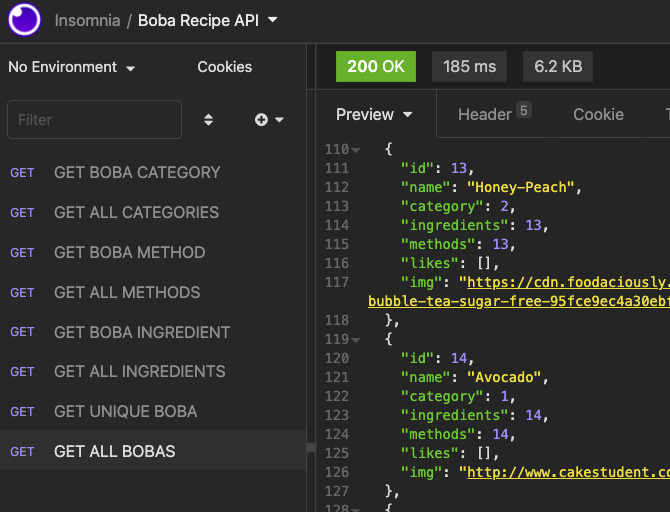 Insomnia / Boba Recipe API
No Environment
Cookies
Filter
GET GET BOBA CATEGORY
GET GET ALL CATEGORIES
GET GET BOBA METHOD
GET GET ALL METHODS
GET GET BOBA INGREDIENT
GET GET ALL INGREDIENTS
GET GET UNIQUE BOBA
GET GET ALL BOBAS
200 OK 185 ms 6.2 KB
Preview Header 5 Cookie
110 {
111 "id": 13,
112 "name": "Honey-Peach",
113 "category": 2,
114 "ingredients": 13,
115 "methods": 13,
116 "likes": [],
117 "img": "https://cdn.foodaciously.
bubble-tea-sugar-free-95fce9ec4a30ebf
118 },
119 {
120 "id": 14,
121 "name": "Avocado",
122 "category": 1,
123 "ingredients": 14,
124 "methods": 14,
125 "likes": [],
126 "img": "http://www.cakestudent.co
127 },
128 {